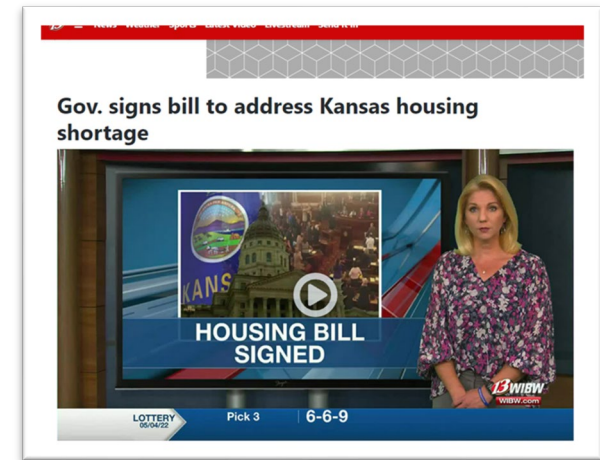 News Weather Sports Latest Video Livestream Send It In
Gov. signs bill to address Kansas housing
shortage
KANS
HOUSING BILL
SIGNED
13 WIBW
WIBW.com
LOTTERY
05/04/22
Pick 3
6-6-9